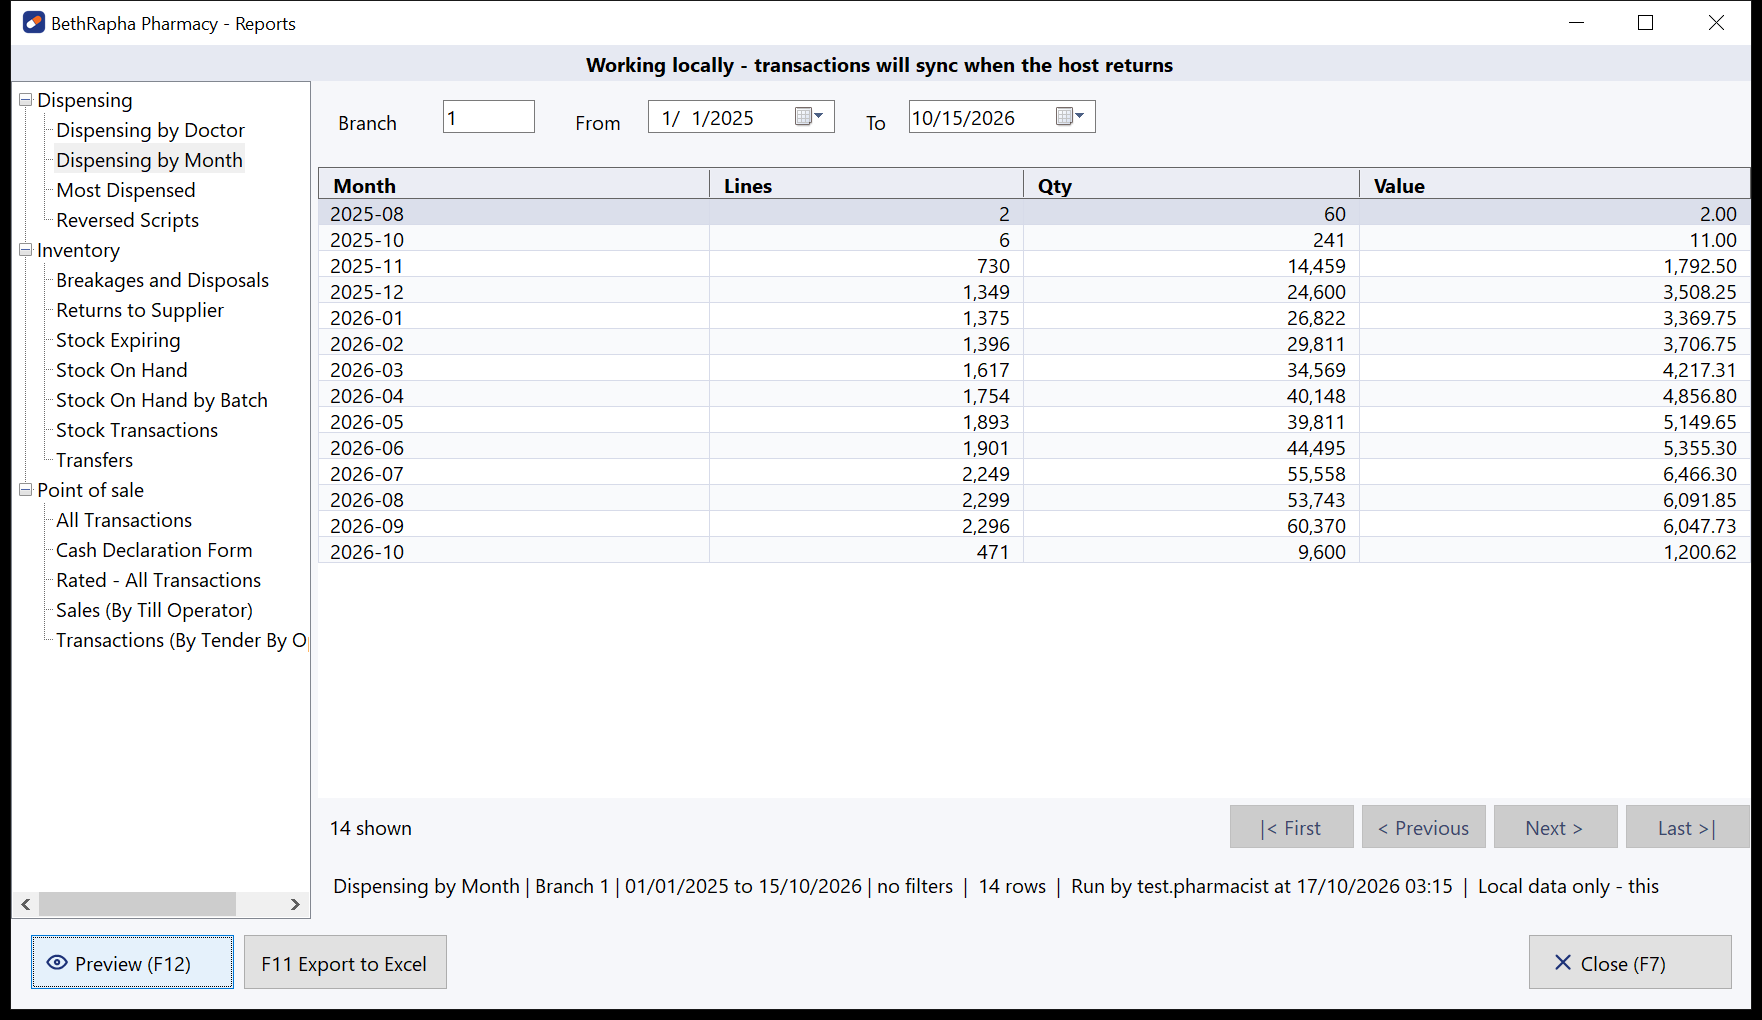 BethRapha Pharmacy - Reports
Working locally - transactions will sync when the host returns
Dispensing
Dispensing by Doctor
Dispensing by Month
Most Dispensed
Reversed Scripts
Inventory
Breakages and Disposals
Returns to Supplier
Stock Expiring
Stock On Hand
Stock On Hand by Batch
Stock Transactions
Transfers
Point of sale
All Transactions
Cash Declaration Form
Rated - All Transactions
Sales (By Till Operator)
Transactions (By Tender By O
Branch 1 From 1/ 1/2025 To 10/15/2026
Month Lines Qty Value
2025-08 2 60 2.00
2025-10 6 241 11.00
2025-11 730 14,459 1,792.50
2025-12 1,349 24,600 3,508.25
2026-01 1,375 26,822 3,369.75
2026-02 1,396 29,811 3,706.75
2026-03 1,617 34,569 4,217.31
2026-04 1,754 40,148 4,856.80
2026-05 1,893 39,811 5,149.65
2026-06 1,901 44,495 5,355.30
2026-07 2,249 55,558 6,466.30
2026-08 2,299 53,743 6,091.85
2026-09 2,296 60,370 6,047.73
2026-10 471 9,600 1,200.62
14 shown |< First < Previous Next > Last >|
Dispensing by Month | Branch 1 | 01/01/2025 to 15/10/2026 | no filters | 14 rows | Run by test.pharmacist at 17/10/2026 03:15 | Local data only - this
Preview (F12) F11 Export to Excel Close (F7)